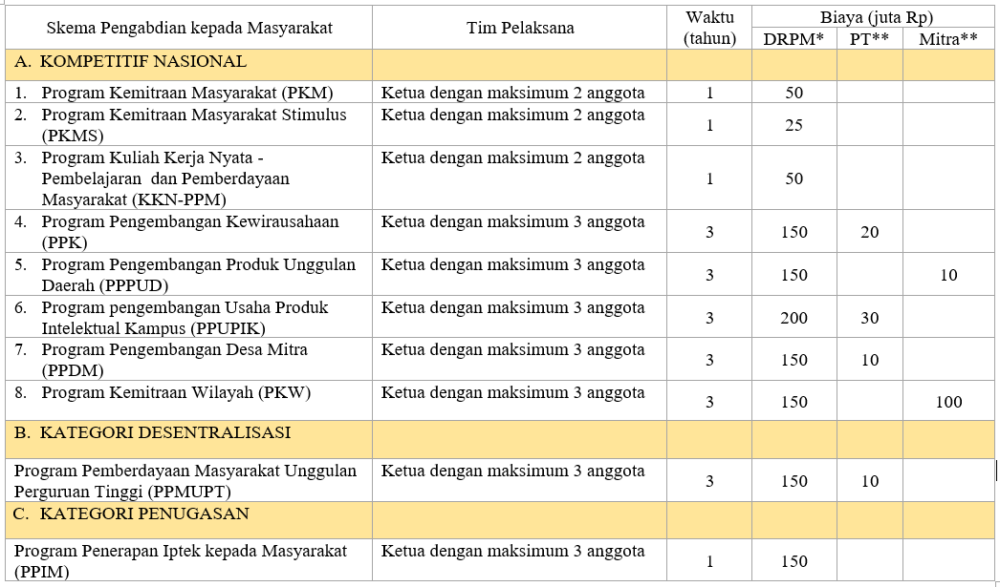 Skema Pengabdian kepada Masyarakat Tim Pelaksana Waktu (tahun) Biaya (juta Rp)
DRPM* PT** Mitra**
A. KOMPETITIF NASIONAL
1. Program Kemitraan Masyarakat (PKM) Ketua dengan maksimum 2 anggota 1 50
2. Program Kemitraan Masyarakat Stimulus Ketua dengan maksimum 2 anggota 1 25
(PKMS)
3. Program Kuliah Kerja Nyata - Ketua dengan maksimum 2 anggota
Pembelajaran dan Pemberdayaan 1 50
Masyarakat (KKN-PPM)
4. Program Pengembangan Kewirausahaan Ketua dengan maksimum 3 anggota 3 150 20
(PPK)
5. Program Pengembangan Produk Unggulan Ketua dengan maksimum 3 anggota 3 150 10
Daerah (PPPUD)
6. Program pengembangan Usaha Produk Ketua dengan maksimum 3 anggota 3 200 30
Intelektual Kampus (PPUPIK)
7. Program Pengembangan Desa Mitra Ketua dengan maksimum 3 anggota 3 150 10
(PPDM)
8. Program Kemitraan Wilayah (PKW) Ketua dengan maksimum 3 anggota 3 150 100
B. KATEGORI DESENTRALISASI
Program Pemberdayaan Masyarakat Unggulan Ketua dengan maksimum 3 anggota 3 150 10
Perguruan Tinggi (PPMUPT)
C. KATEGORI PENUGASAN
Program Penerapan Iptek kepada Masyarakat Ketua dengan maksimum 3 anggota 1 150
(PPIM)